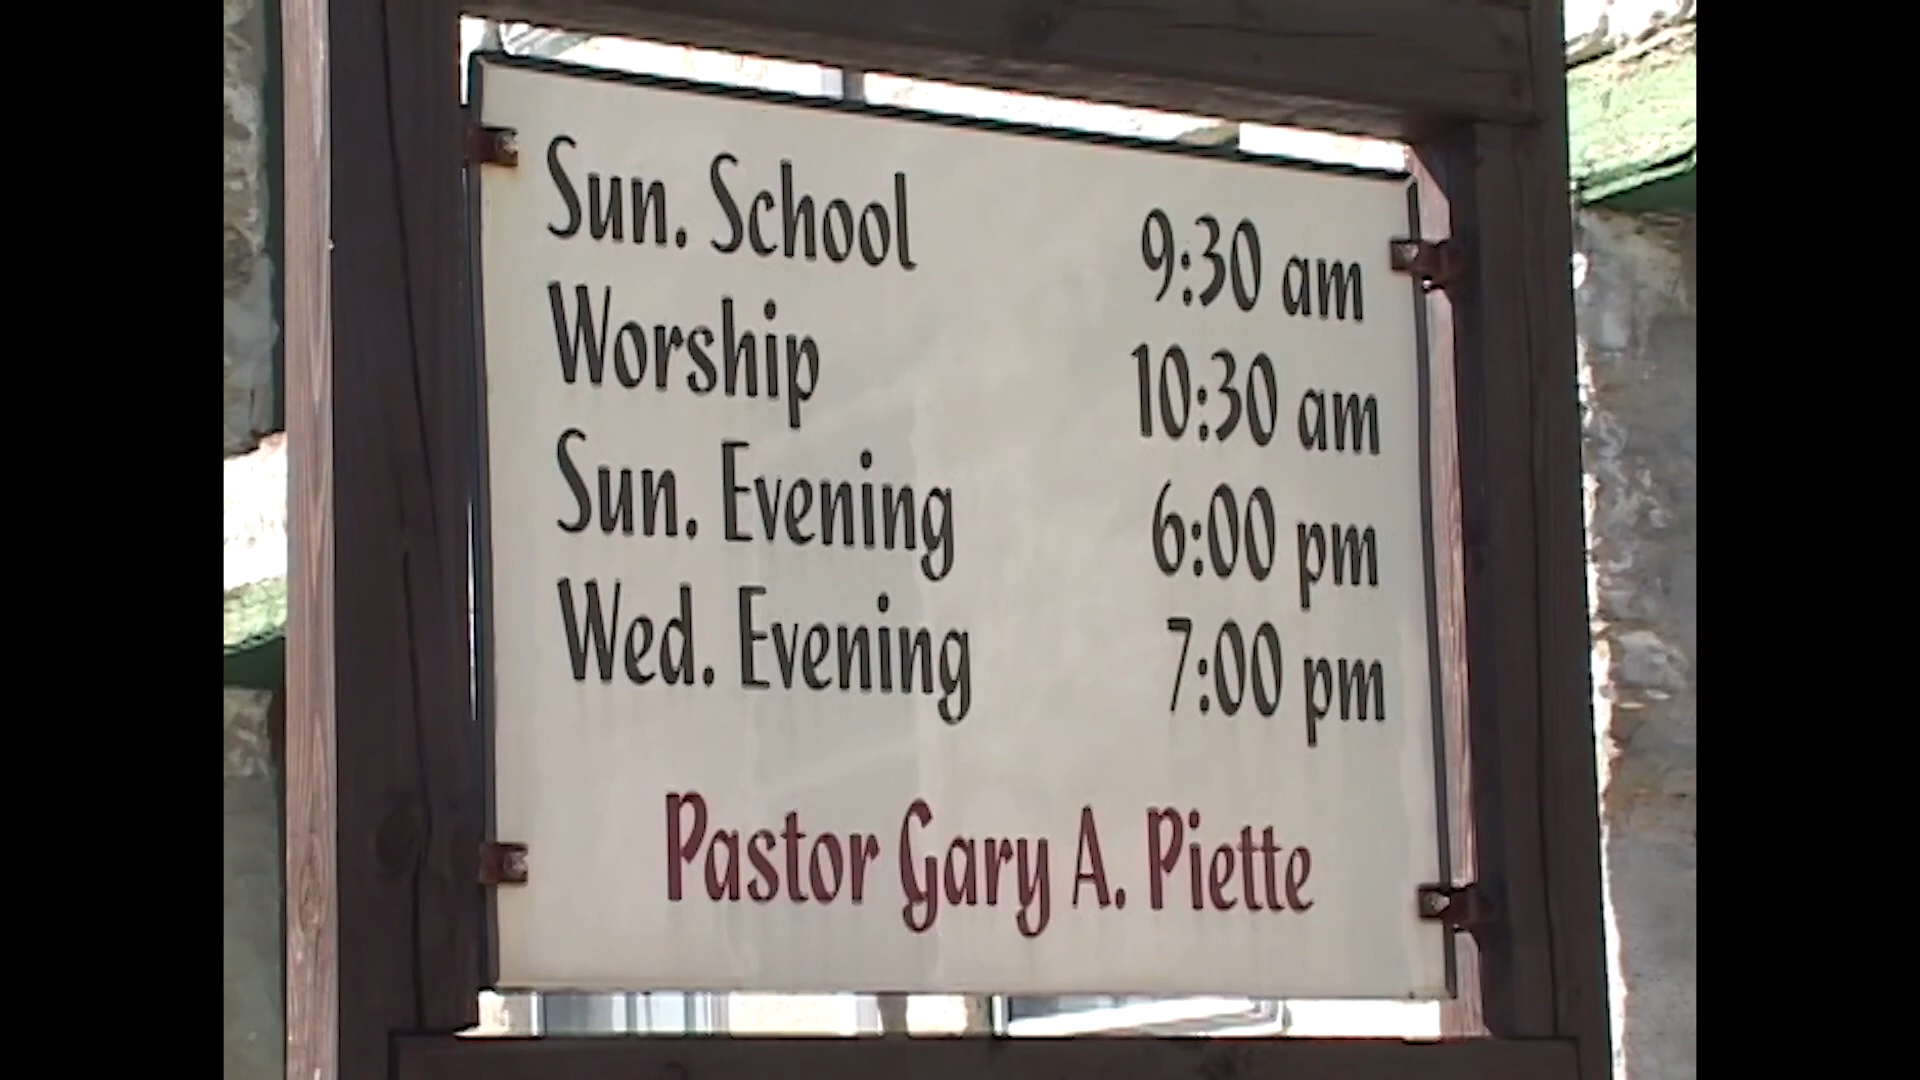 Sun. School 9:30 am
Worship 10:30 am
Sun. Evening 6:00 pm
Wed. Evening 7:00 pm
Pastor Gary A. Piette